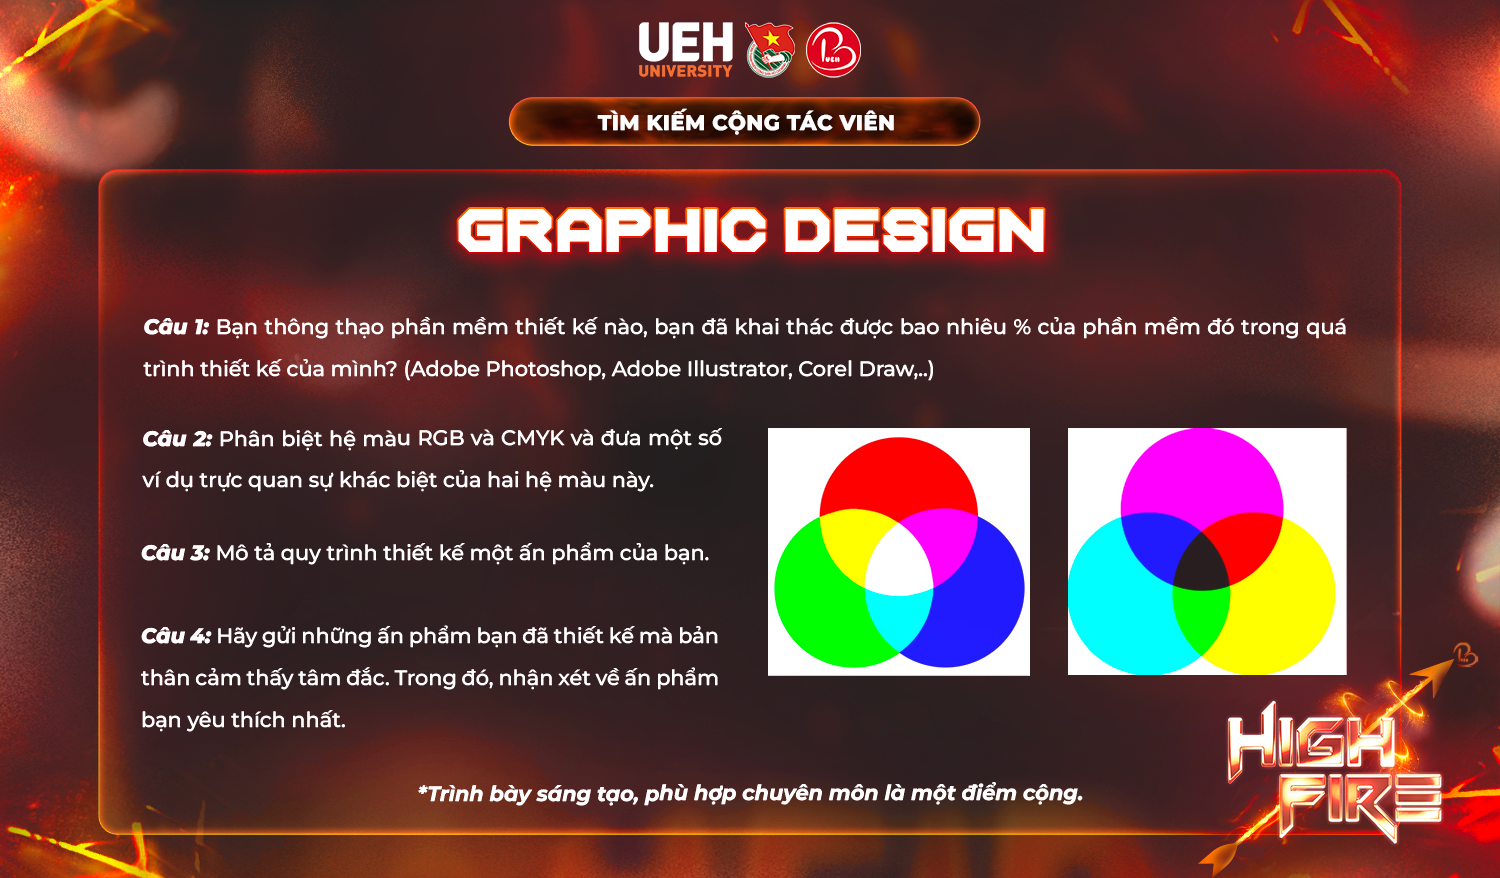 UEH
UNIVERSITY
B
UEH
TÌM KIẾM CỘNG TÁC VIÊN
GRAPHIC DESIGN
Câu 1: Bạn thông thạo phần mềm thiết kế nào, bạn đã khai thác được bao nhiêu % của phần mềm đó trong quá
trình thiết kế của mình? (Adobe Photoshop, Adobe Illustrator, Corel Draw,..)
Câu 2: Phân biệt hệ màu RGB và CMYK và đưa một số
ví dụ trực quan sự khác biệt của hai hệ màu này.
Câu 3: Mô tả quy trình thiết kế một ấn phẩm của bạn.
Câu 4: Hãy gửi những ấn phẩm bạn đã thiết kế mà bản
thân cảm thấy tâm đắc. Trong đó, nhận xét về ấn phẩm
bạn yêu thích nhất.
*Trình bày sáng tạo, phù hợp chuyên môn là một điểm cộng.
B
HIGH
FIRE